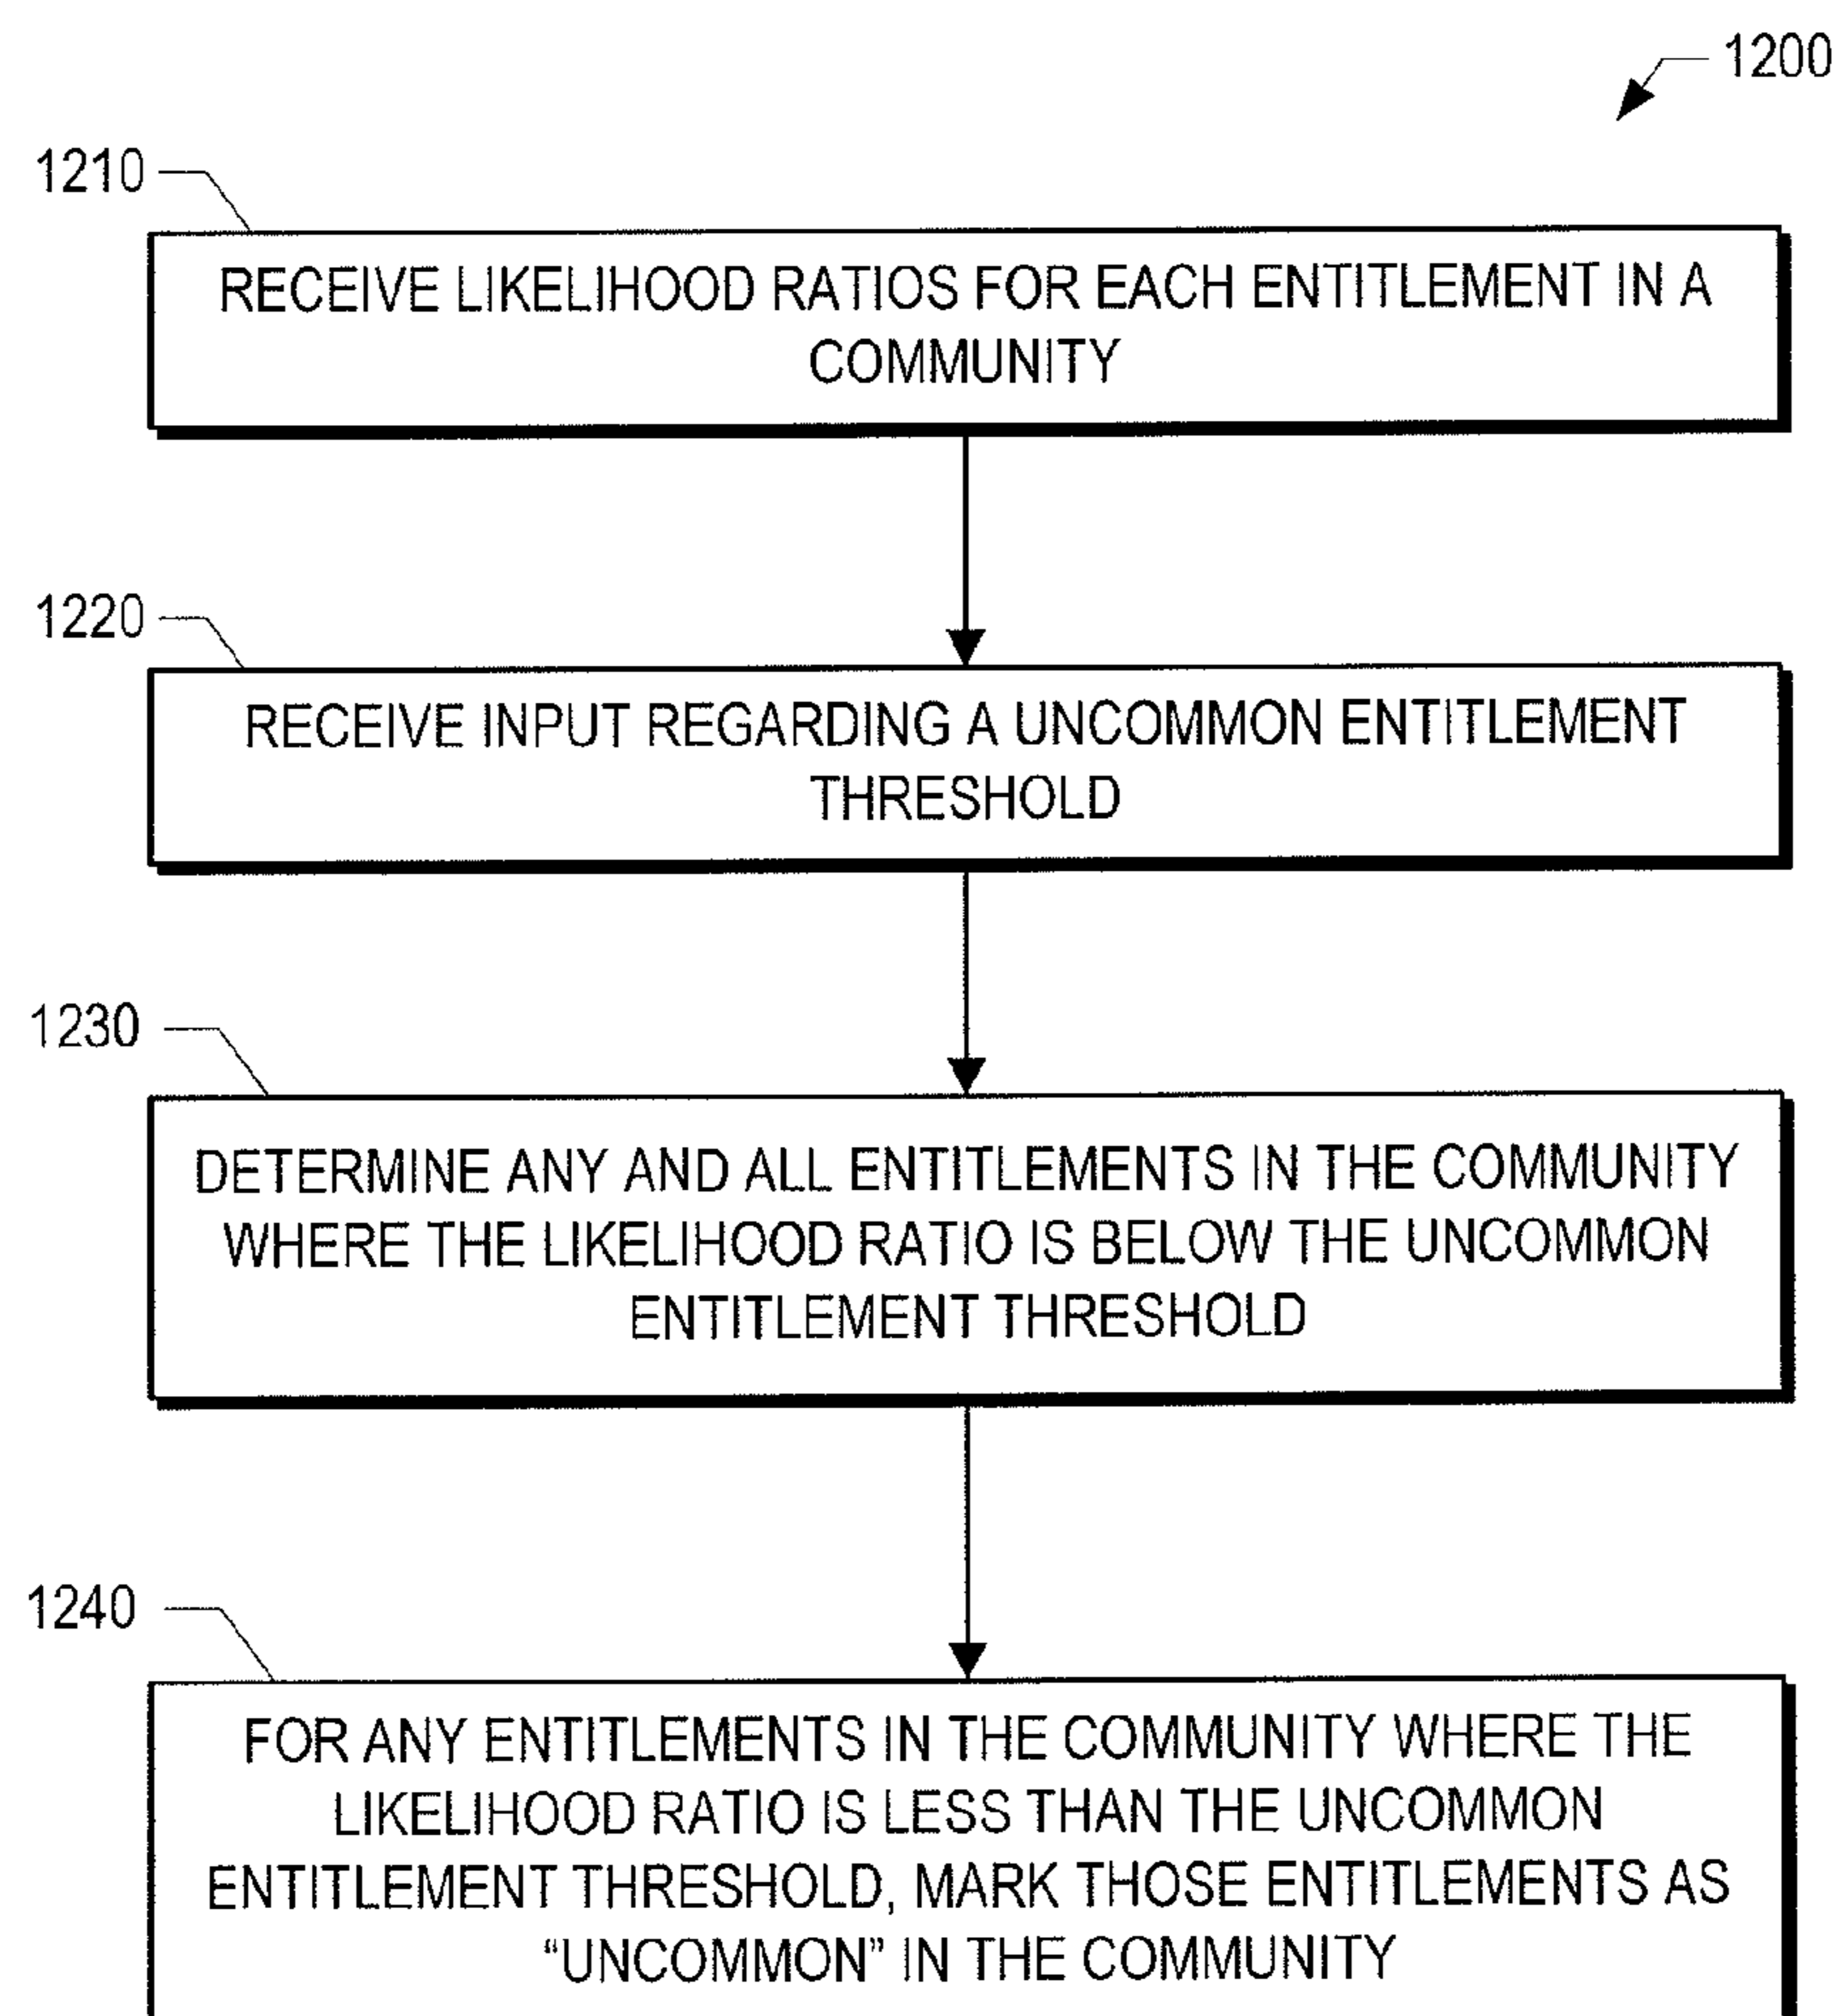 1200
1210
RECEIVE LIKELIHOOD RATIOS FOR EACH ENTITLEMENT IN A
COMMUNITY
1220
RECEIVE INPUT REGARDING A UNCOMMON ENTITLEMENT
THRESHOLD
1230
DETERMINE ANY AND ALL ENTITLEMENTS IN THE COMMUNITY
WHERE THE LIKELIHOOD RATIO IS BELOW THE UNCOMMON
ENTITLEMENT THRESHOLD
1240
FOR ANY ENTITLEMENTS IN THE COMMUNITY WHERE THE
LIKELIHOOD RATIO IS LESS THAN THE UNCOMMON
ENTITLEMENT THRESHOLD, MARK THOSE ENTITLEMENTS AS
“UNCOMMON” IN THE COMMUNITY